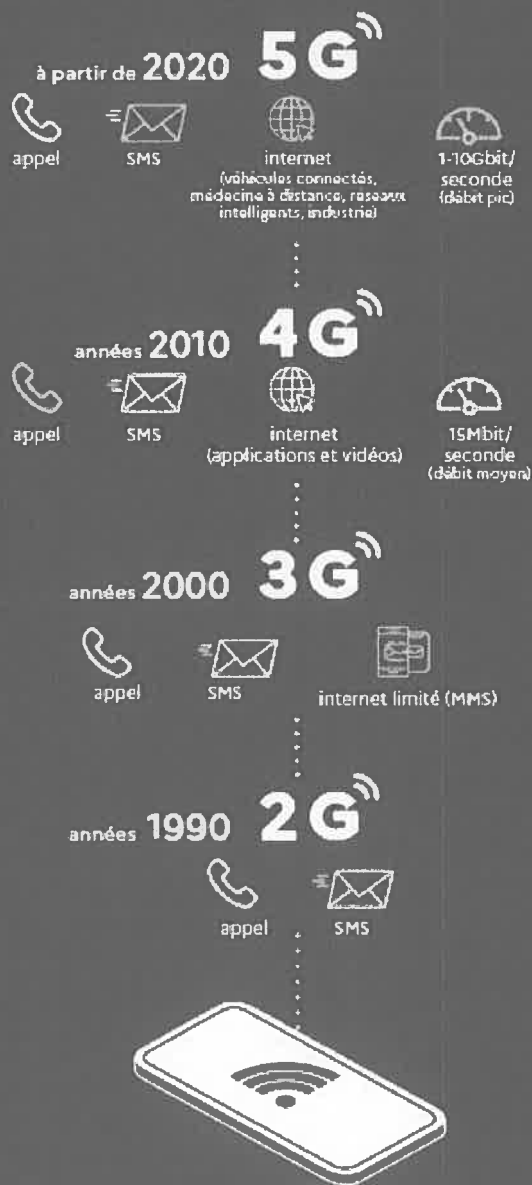 à partir de 2020 5G
appel
SMS
internet
(véhicules connectés,
médecine à distance, reseaux
intelligents, industrie)
1-10Gbit/
seconde
(débit pic)
années 2010 4G
appel
SMS
internet
(applications et vidéos)
15Mbit/
seconde
(débit moyen)
années 2000 3G
appel
SMS
internet limité (MMS)
années 1990 2G
appel
SMS